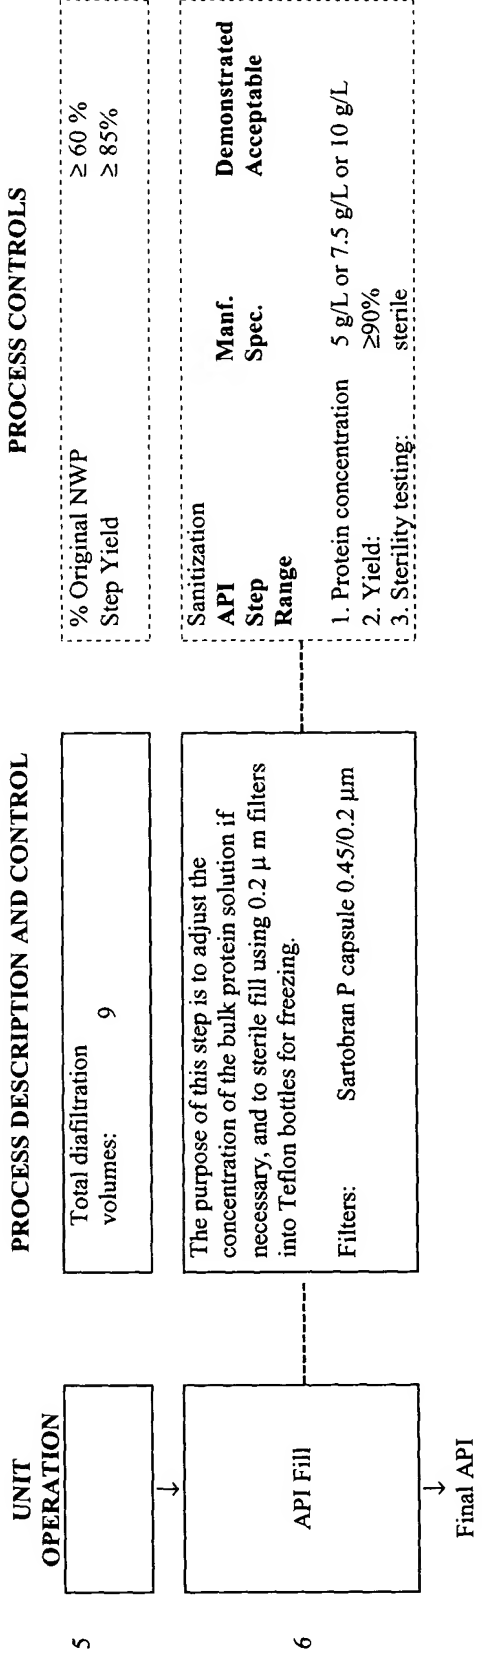 UNIT
OPERATION
PROCESS DESCRIPTION AND CONTROL
PROCESS CONTROLS
5
Total diafiltration
volumes: 9
% Original NWP ≥ 60 %
Step Yield ≥ 85%
6
API Fill
The purpose of this step is to adjust the
concentration of the bulk protein solution if
necessary, and to sterile fill using 0.2 μ m filters
into Teflon bottles for freezing.
Filters: Sartobran P capsule 0.45/0.2 μm
Sanitization
API Manf. Demonstrated
Step Spec. Acceptable
Range
1. Protein concentration 5 g/L or 7.5 g/L or 10 g/L
2. Yield: ≥90%
3. Sterility testing: sterile
Final API